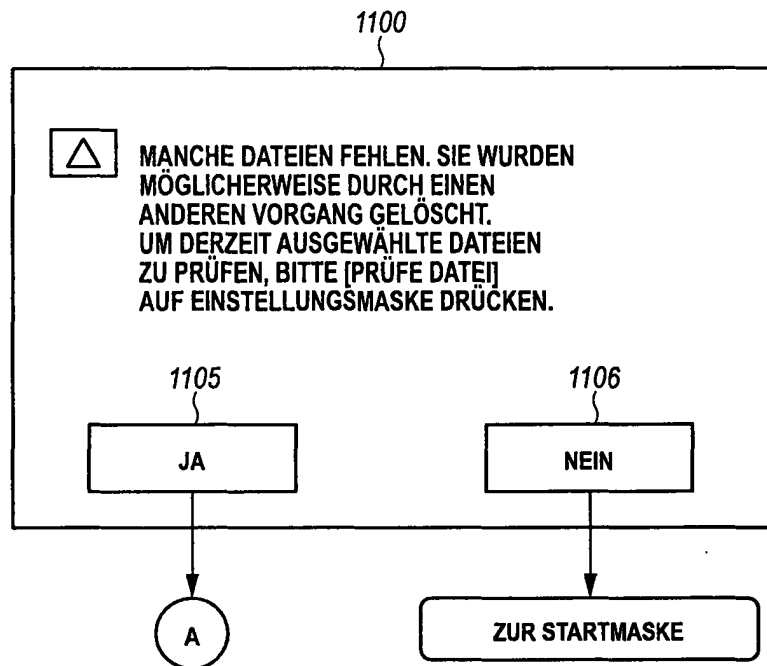 1100
MANCHE DATEIEN FEHLEN. SIE WURDEN
MÖGLICHERWEISE DURCH EINEN
ANDEREN VORGANG GELÖSCHT.
UM DERZEIT AUSGEWÄHLTE DATEIEN
ZU PRÜFEN, BITTE [PRÜFE DATEI]
AUF EINSTELLUNGSMASKE DRÜCKEN.
1105 1106
JA NEIN
A ZUR STARTMASKE